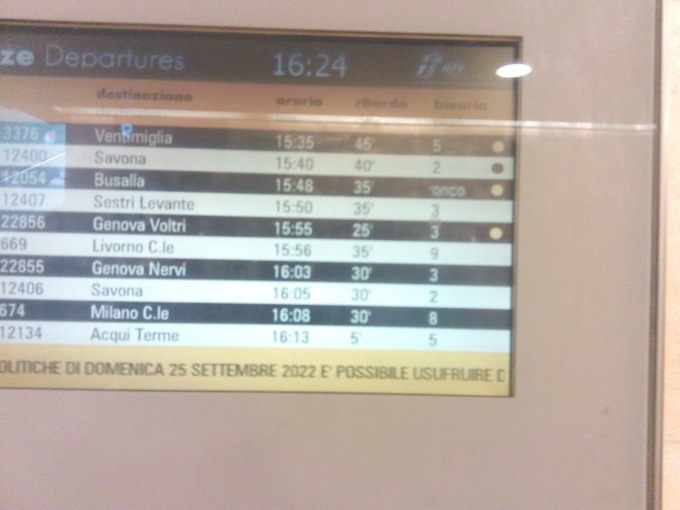 ze Departures 16:24
destinazione orario ritardo binario
3376 Ventimiglia 15:35 45' 5
12400 Savona 15:40 40' 2
12054 Busalla 15:48 35' onco
12407 Sestri Levante 15:50 35' 3
22856 Genova Voltri 15:55 25' 3
669 Livorno C.le 15:56 35' 9
22855 Genova Nervi 16:03 30' 3
12406 Savona 16:05 30' 2
674 Milano C.le 16:08 30' 8
12134 Acqui Terme 16:13 5' 5
OLITICHE DI DOMENICA 25 SETTEMBRE 2022 E' POSSIBILE USUFRUIRE D